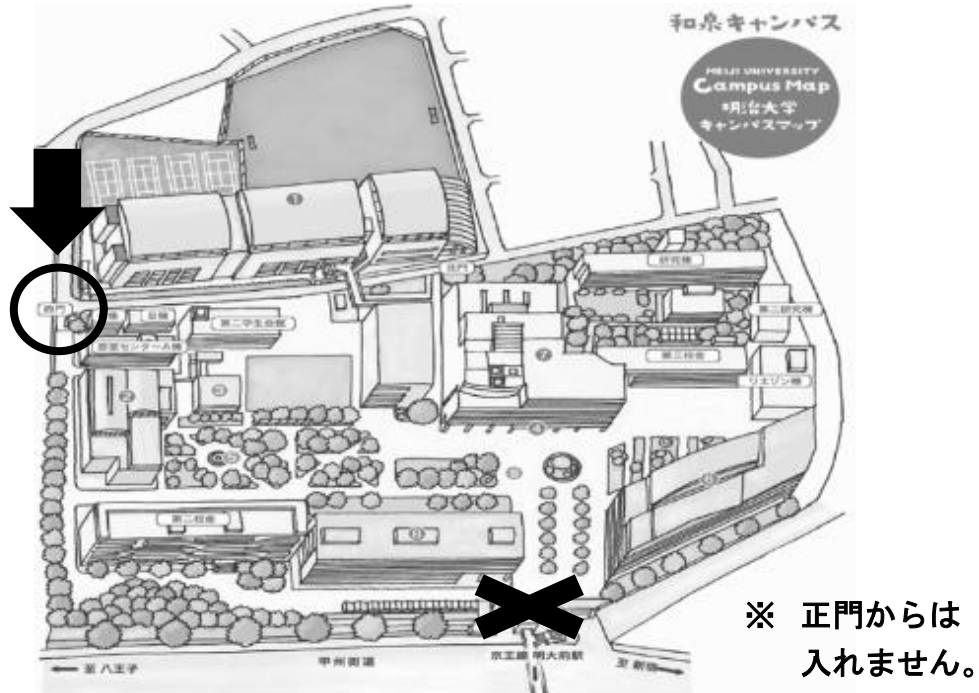 和泉キャンパス
MEIJI UNIVERSITY
Campus Map
明治大学
キャンパスマップ
研究棟
第二研究棟
第二学生会館
第三校舎
リエゾン棟
西門
第二校舎
※ 正門からは
入れません。
京王線 明大前駅
至 八王子
甲州街道
至 新宿